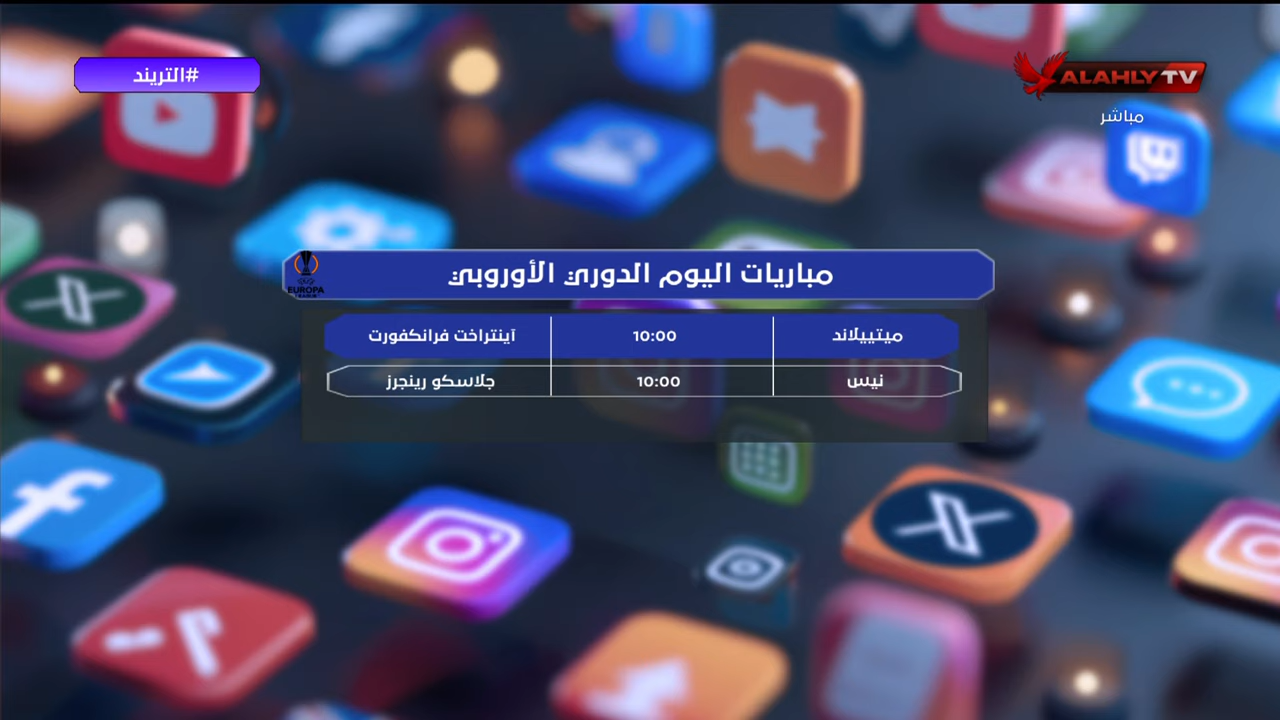 #التريند
ALAHLY TV
مباشر
مباريات اليوم الدوري الأوروبي
EUROPA
LEAGUE
ميتييلاند 10:00 آينتراخت فرانكفورت
نيس 10:00 جلاسكو رينجرز